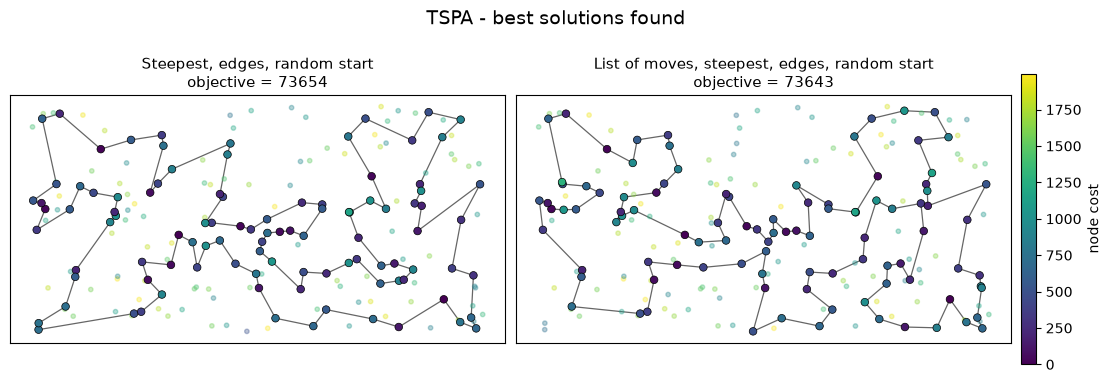 TSPA - best solutions found
Steepest, edges, random start
objective = 73654
List of moves, steepest, edges, random start
objective = 73643
1750
1500
1250
1000
750
500
250
0
node cost